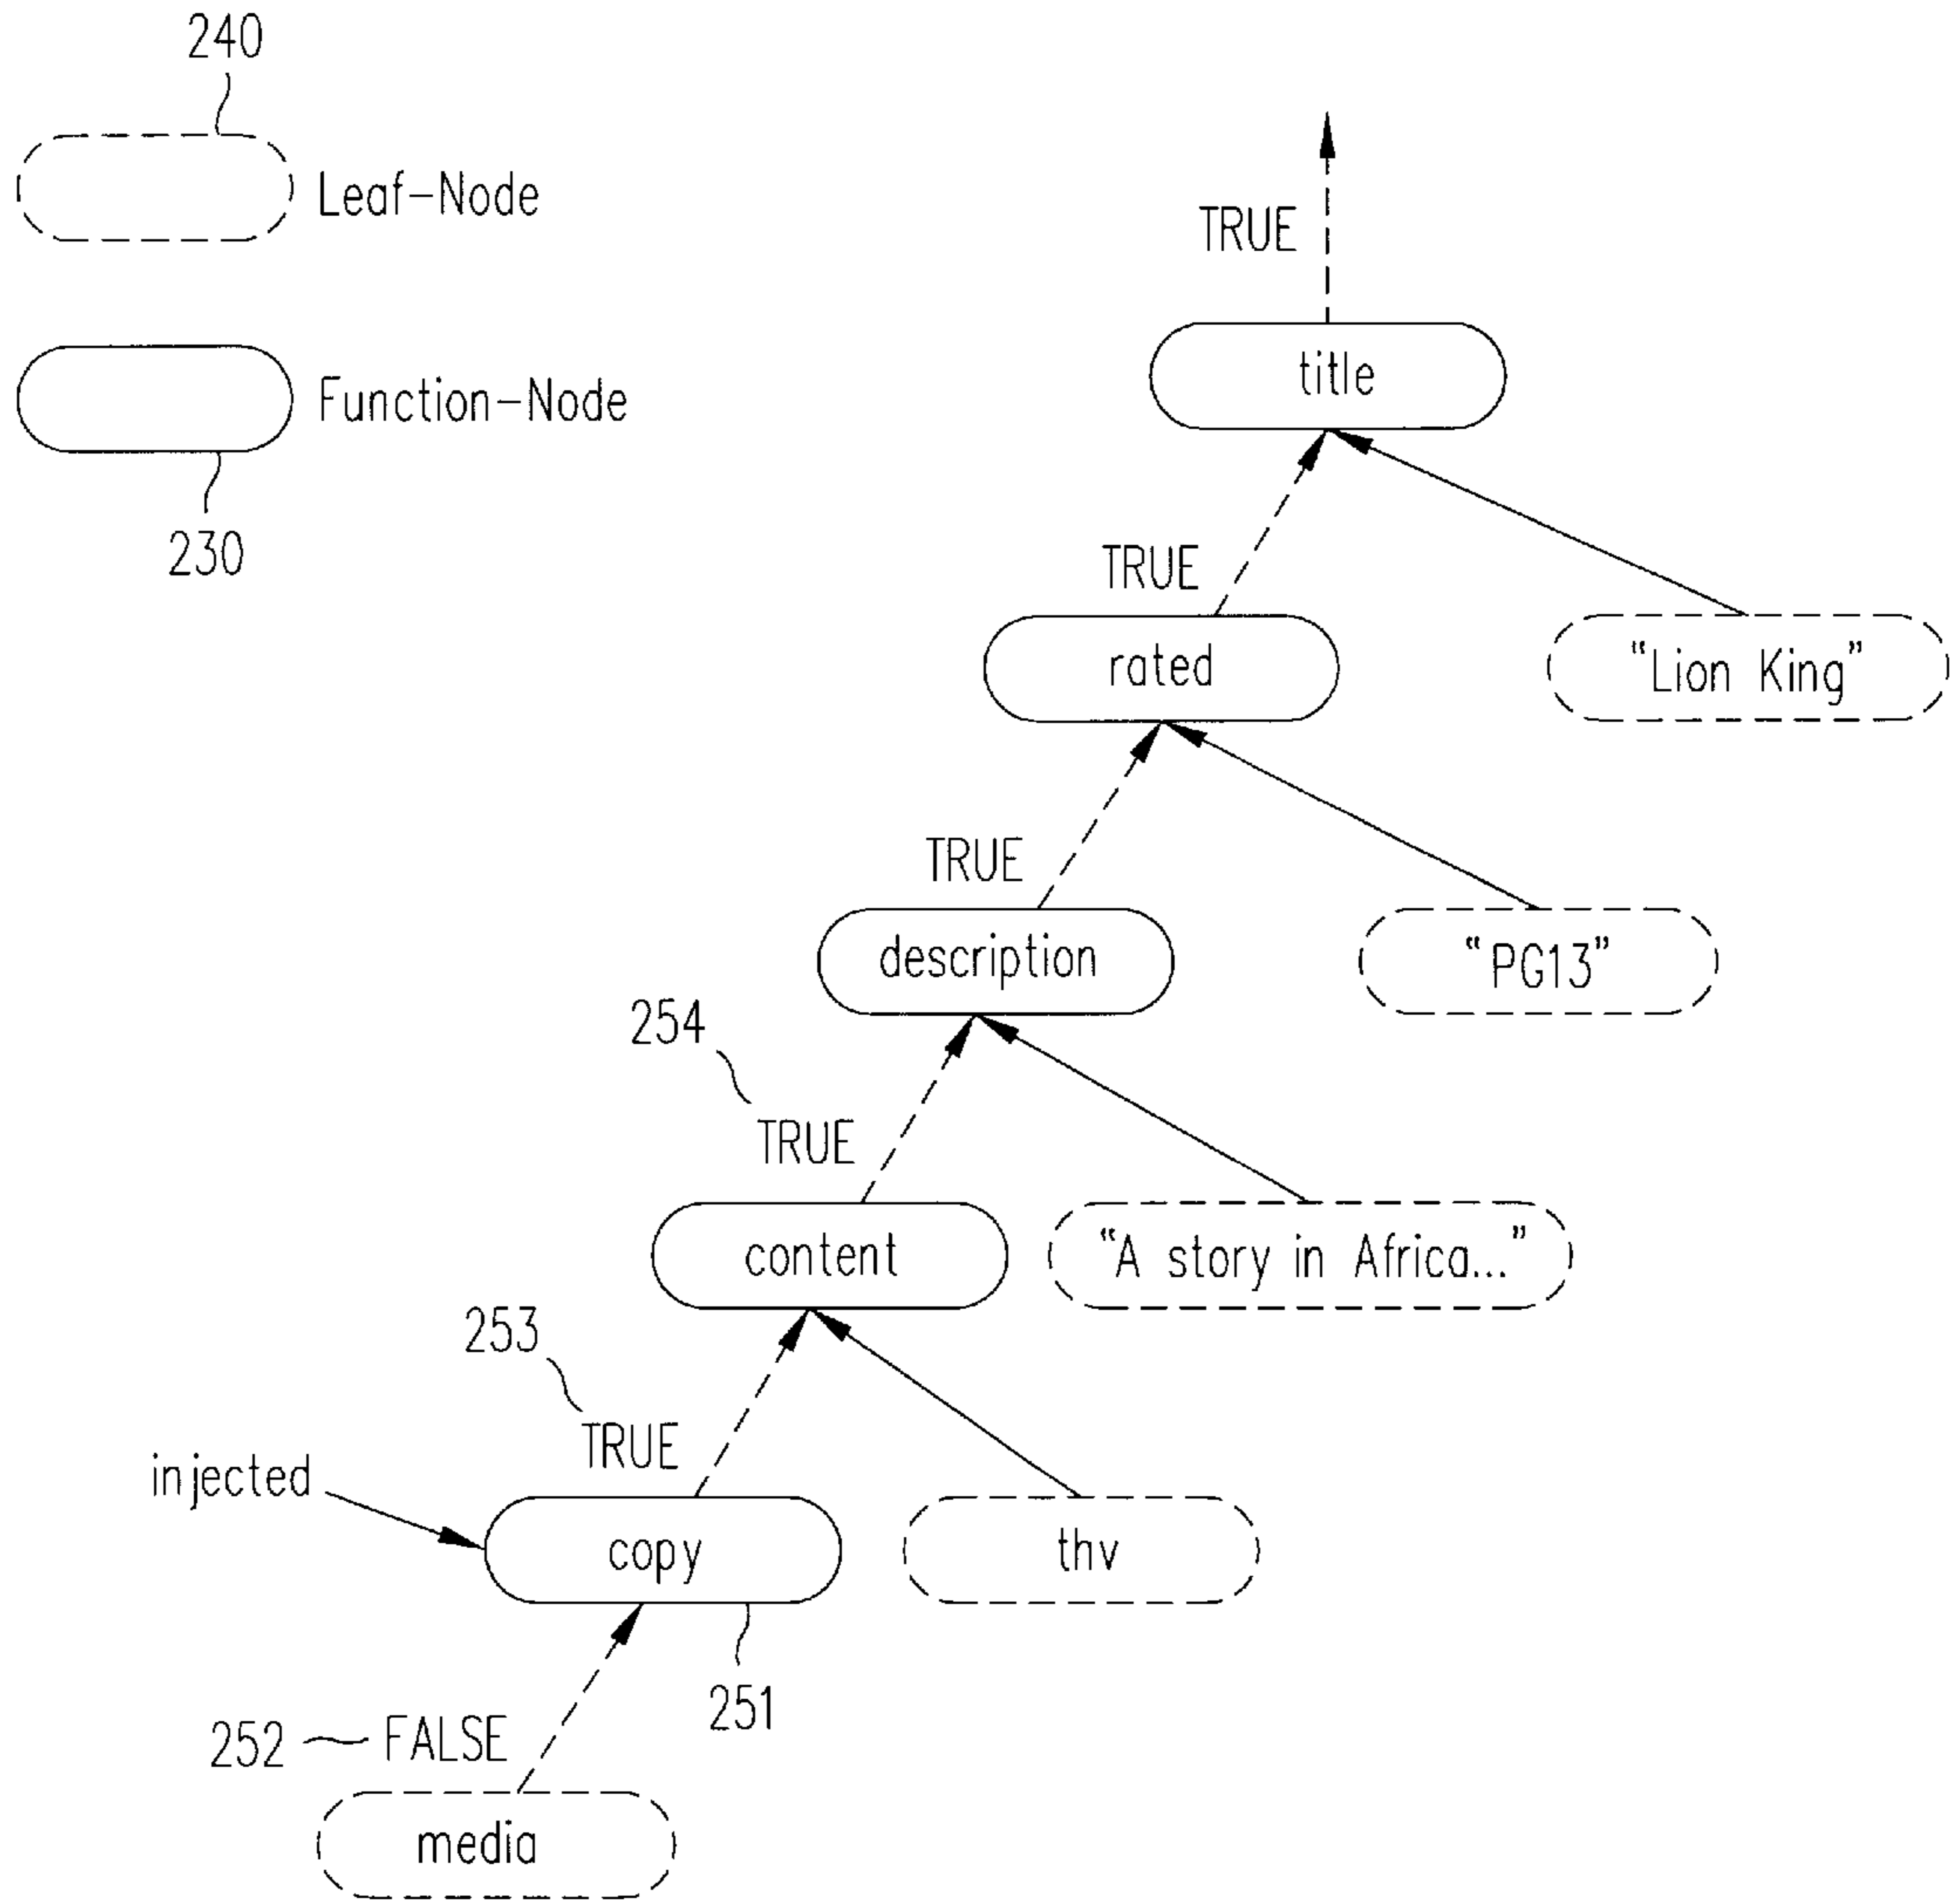 240
Leaf-Node
Function-Node
230
TRUE
title
TRUE
rated
"Lion King"
TRUE
description
"PG13"
254
TRUE
content
"A story in Africa..."
253
TRUE
injected
copy
thv
251
252
FALSE
media